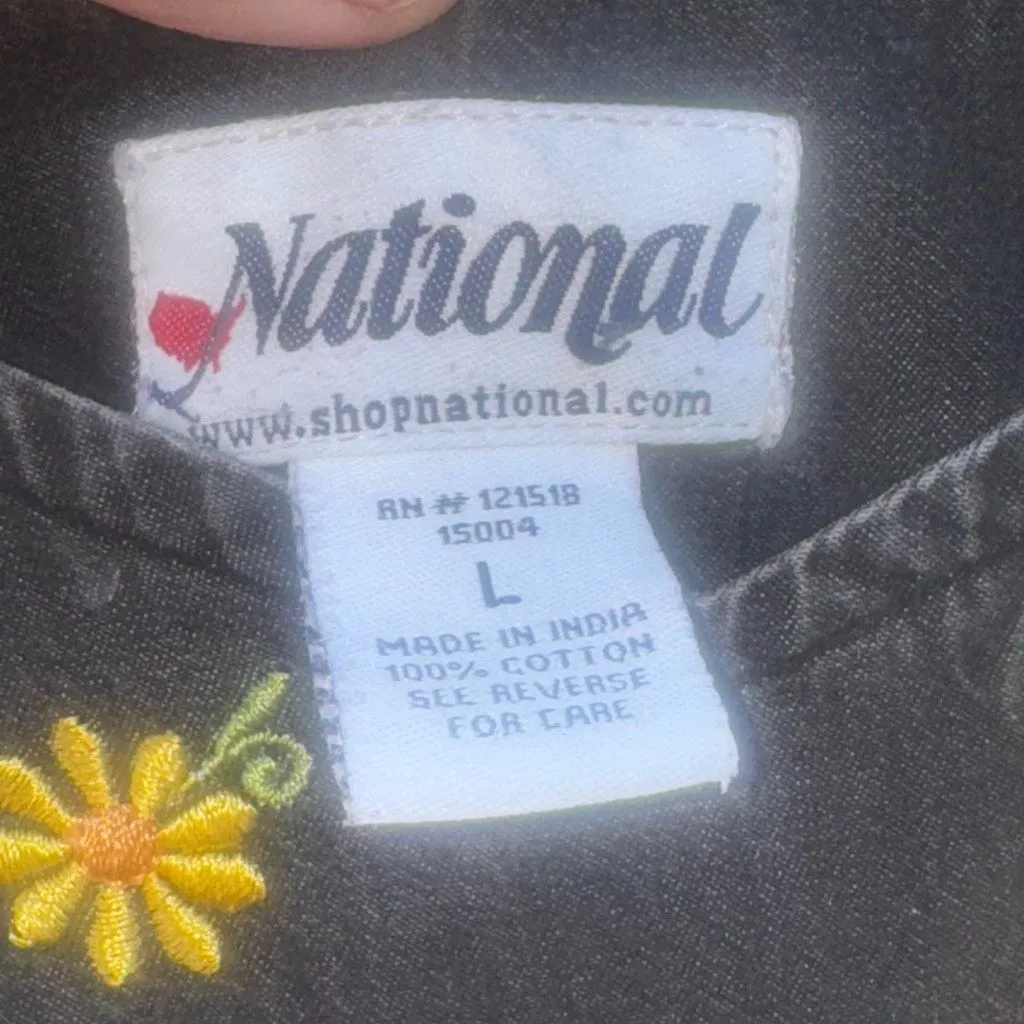 National
www.shopnational.com
RN # 121518
15004
L
MADE IN INDIA
100% COTTON
SEE REVERSE
FOR CARE